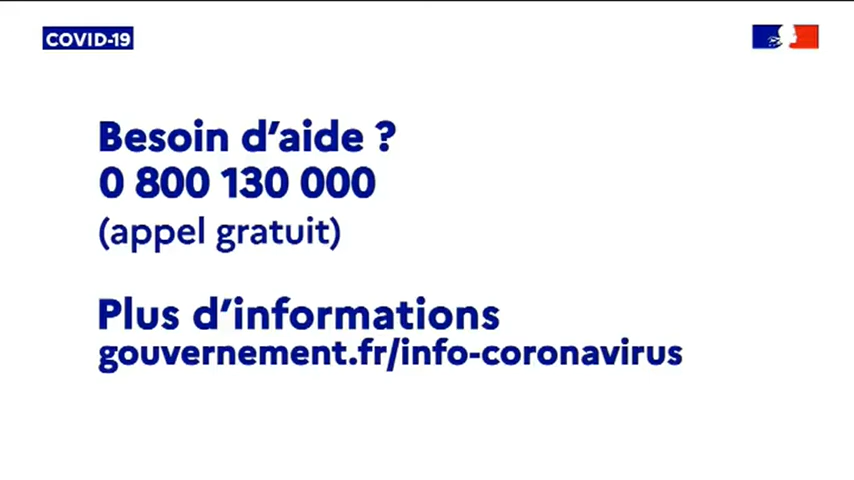 COVID-19
Besoin d'aide ?
0 800 130 000
(appel gratuit)
Plus d'informations
gouvernement.fr/info-coronavirus